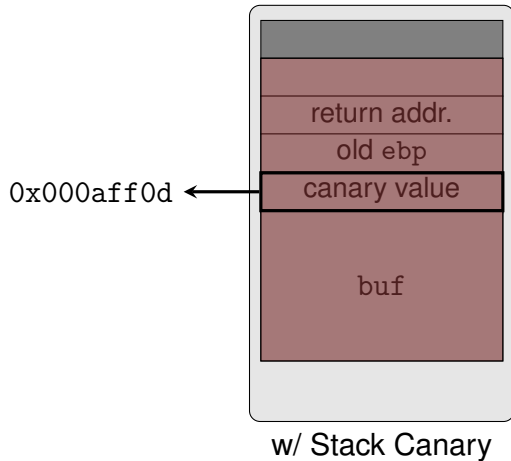 return addr.
old ebp
canary value
0x000aff0d
buf
w/ Stack Canary